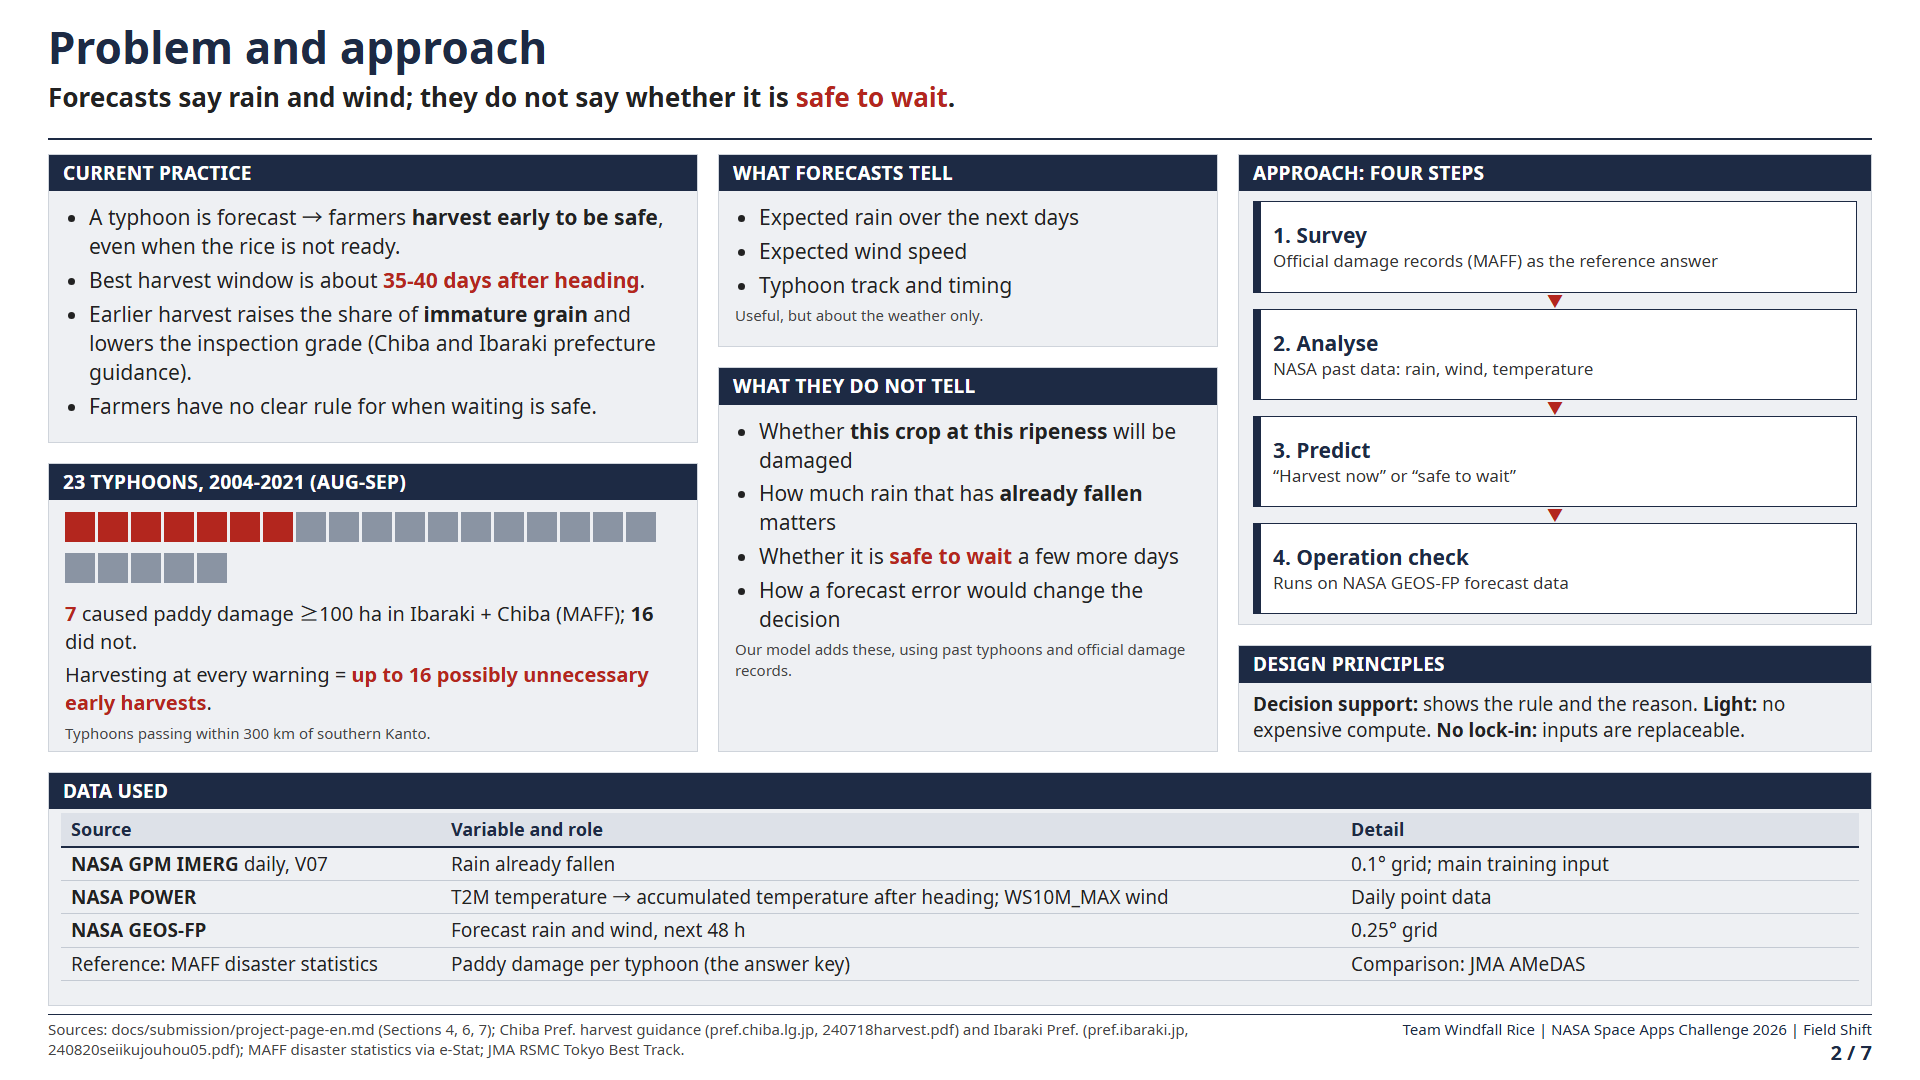 Problem and approach
Forecasts say rain and wind; they do not say whether it is safe to wait.
CURRENT PRACTICE
• A typhoon is forecast → farmers harvest early to be safe,
even when the rice is not ready.
• Best harvest window is about 35-40 days after heading.
• Earlier harvest raises the share of immature grain and
lowers the inspection grade (Chiba and Ibaraki prefecture
guidance).
• Farmers have no clear rule for when waiting is safe.
23 TYPHOONS, 2004-2021 (AUG-SEP)
7 caused paddy damage ≥100 ha in Ibaraki + Chiba (MAFF); 16
did not.
Harvesting at every warning = up to 16 possibly unnecessary
early harvests.
Typhoons passing within 300 km of southern Kanto.
WHAT FORECASTS TELL
• Expected rain over the next days
• Expected wind speed
• Typhoon track and timing
Useful, but about the weather only.
WHAT THEY DO NOT TELL
• Whether this crop at this ripeness will be
damaged
• How much rain that has already fallen
matters
• Whether it is safe to wait a few more days
• How a forecast error would change the
decision
Our model adds these, using past typhoons and official damage
records.
APPROACH: FOUR STEPS
1. Survey
Official damage records (MAFF) as the reference answer
▼
2. Analyse
NASA past data: rain, wind, temperature
▼
3. Predict
“Harvest now” or “safe to wait”
▼
4. Operation check
Runs on NASA GEOS-FP forecast data
DESIGN PRINCIPLES
Decision support: shows the rule and the reason. Light: no
expensive compute. No lock-in: inputs are replaceable.
DATA USED
Source Variable and role Detail
NASA GPM IMERG daily, V07 Rain already fallen 0.1° grid; main training input
NASA POWER T2M temperature → accumulated temperature after heading; WS10M_MAX wind Daily point data
NASA GEOS-FP Forecast rain and wind, next 48 h 0.25° grid
Reference: MAFF disaster statistics Paddy damage per typhoon (the answer key) Comparison: JMA AMeDAS
Sources: docs/submission/project-page-en.md (Sections 4, 6, 7); Chiba Pref. harvest guidance (pref.chiba.lg.jp, 240718harvest.pdf) and Ibaraki Pref. (pref.ibaraki.jp,
240820seiikujouhou05.pdf); MAFF disaster statistics via e-Stat; JMA RSMC Tokyo Best Track.
Team Windfall Rice | NASA Space Apps Challenge 2026 | Field Shift
2 / 7